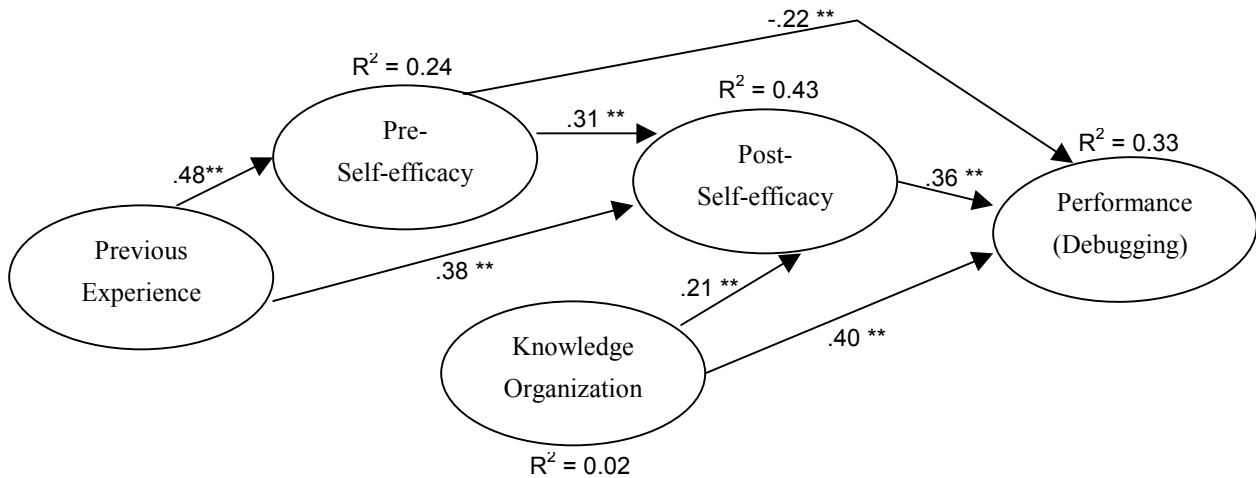 -.22 **
R² = 0.24
R² = 0.43
Pre-
Self-efficacy
.31 **
Post-
Self-efficacy
R² = 0.33
.48**
.36 **
Performance
(Debugging)
Previous
Experience
.38 **
.21 **
Knowledge
Organization
.40 **
R² = 0.02